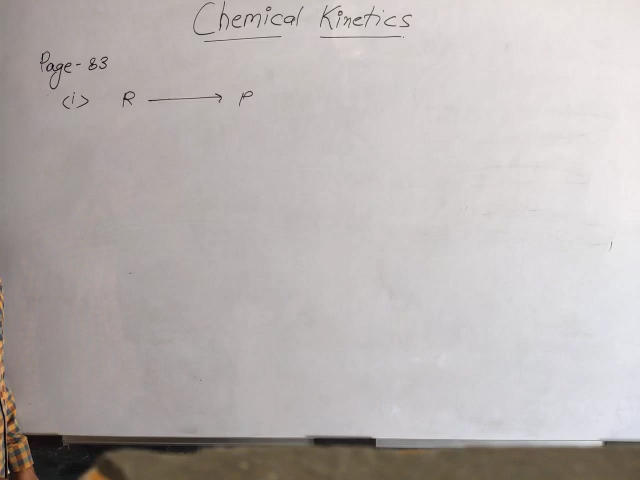 Chemical Kinetics
Page-83
(i) R ⟶ P